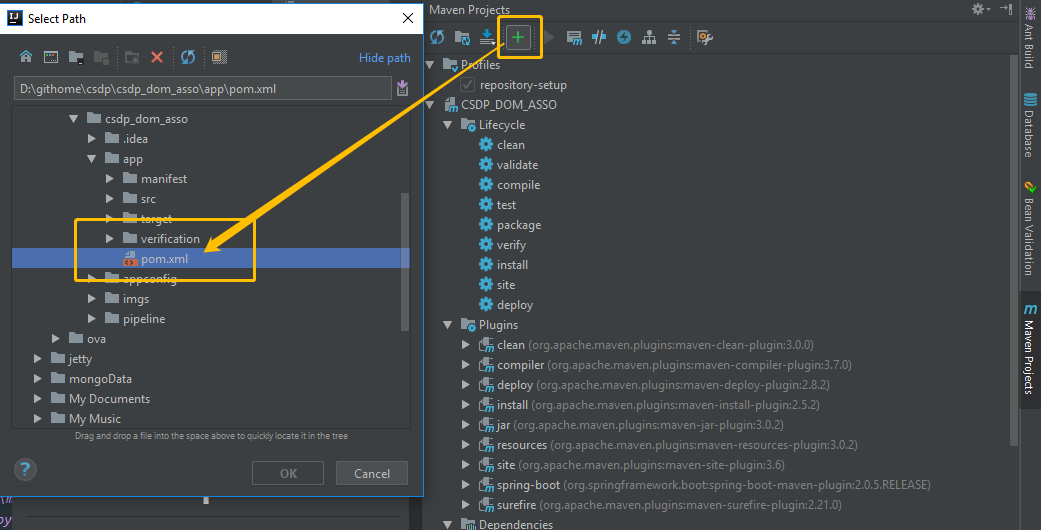 Select Path
Hide path
D:\githome\csdp\csdp_dom_asso\app\pom.xml
csdp_dom_asso
.idea
app
manifest
src
target
verification
pom.xml
appconfig
imgs
pipeline
ova
jetty
mongoData
My Documents
My Music
Drag and drop a file into the space above to quickly locate it in the tree
?
OK
Cancel
Maven Projects
Profiles
repository-setup
CSDP_DOM_ASSO
Lifecycle
clean
validate
compile
test
package
verify
install
site
deploy
Plugins
clean (org.apache.maven.plugins:maven-clean-plugin:3.0.0)
compiler (org.apache.maven.plugins:maven-compiler-plugin:3.7.0)
deploy (org.apache.maven.plugins:maven-deploy-plugin:2.8.2)
install (org.apache.maven.plugins:maven-install-plugin:2.5.2)
jar (org.apache.maven.plugins:maven-jar-plugin:3.0.2)
resources (org.apache.maven.plugins:maven-resources-plugin:3.0.2)
site (org.apache.maven.plugins:maven-site-plugin:3.6)
spring-boot (org.springframework.boot:spring-boot-maven-plugin:2.0.5.RELEASE)
surefire (org.apache.maven.plugins:maven-surefire-plugin:2.21.0)
Dependencies
Ant Build
Database
Bean Validation
Maven Projects